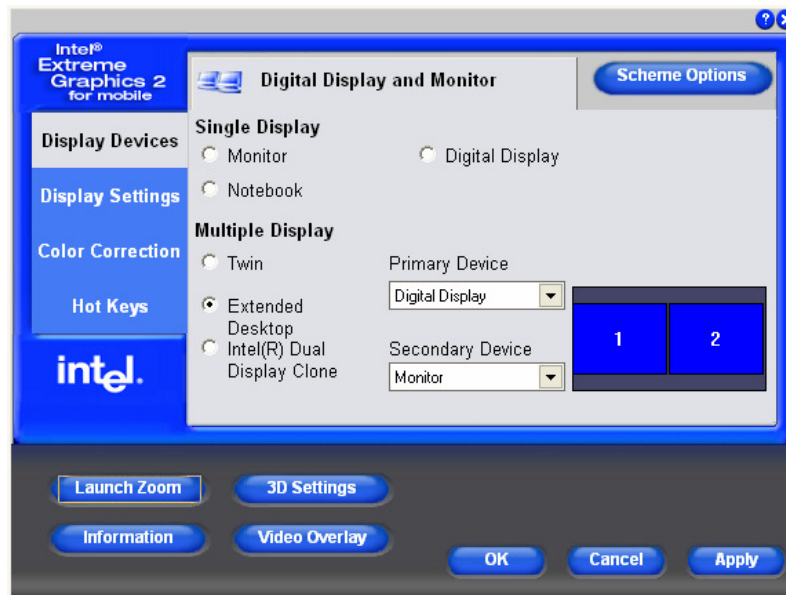 Intel®
Extreme
Graphics 2
for mobile
Digital Display and Monitor
Scheme Options
Display Devices
Display Settings
Color Correction
Hot Keys
intel.
Single Display
Monitor
Digital Display
Notebook
Multiple Display
Twin
Primary Device
Digital Display
Extended
Desktop
Intel(R) Dual
Display Clone
Secondary Device
Monitor
1
2
Launch Zoom
3D Settings
Information
Video Overlay
OK
Cancel
Apply